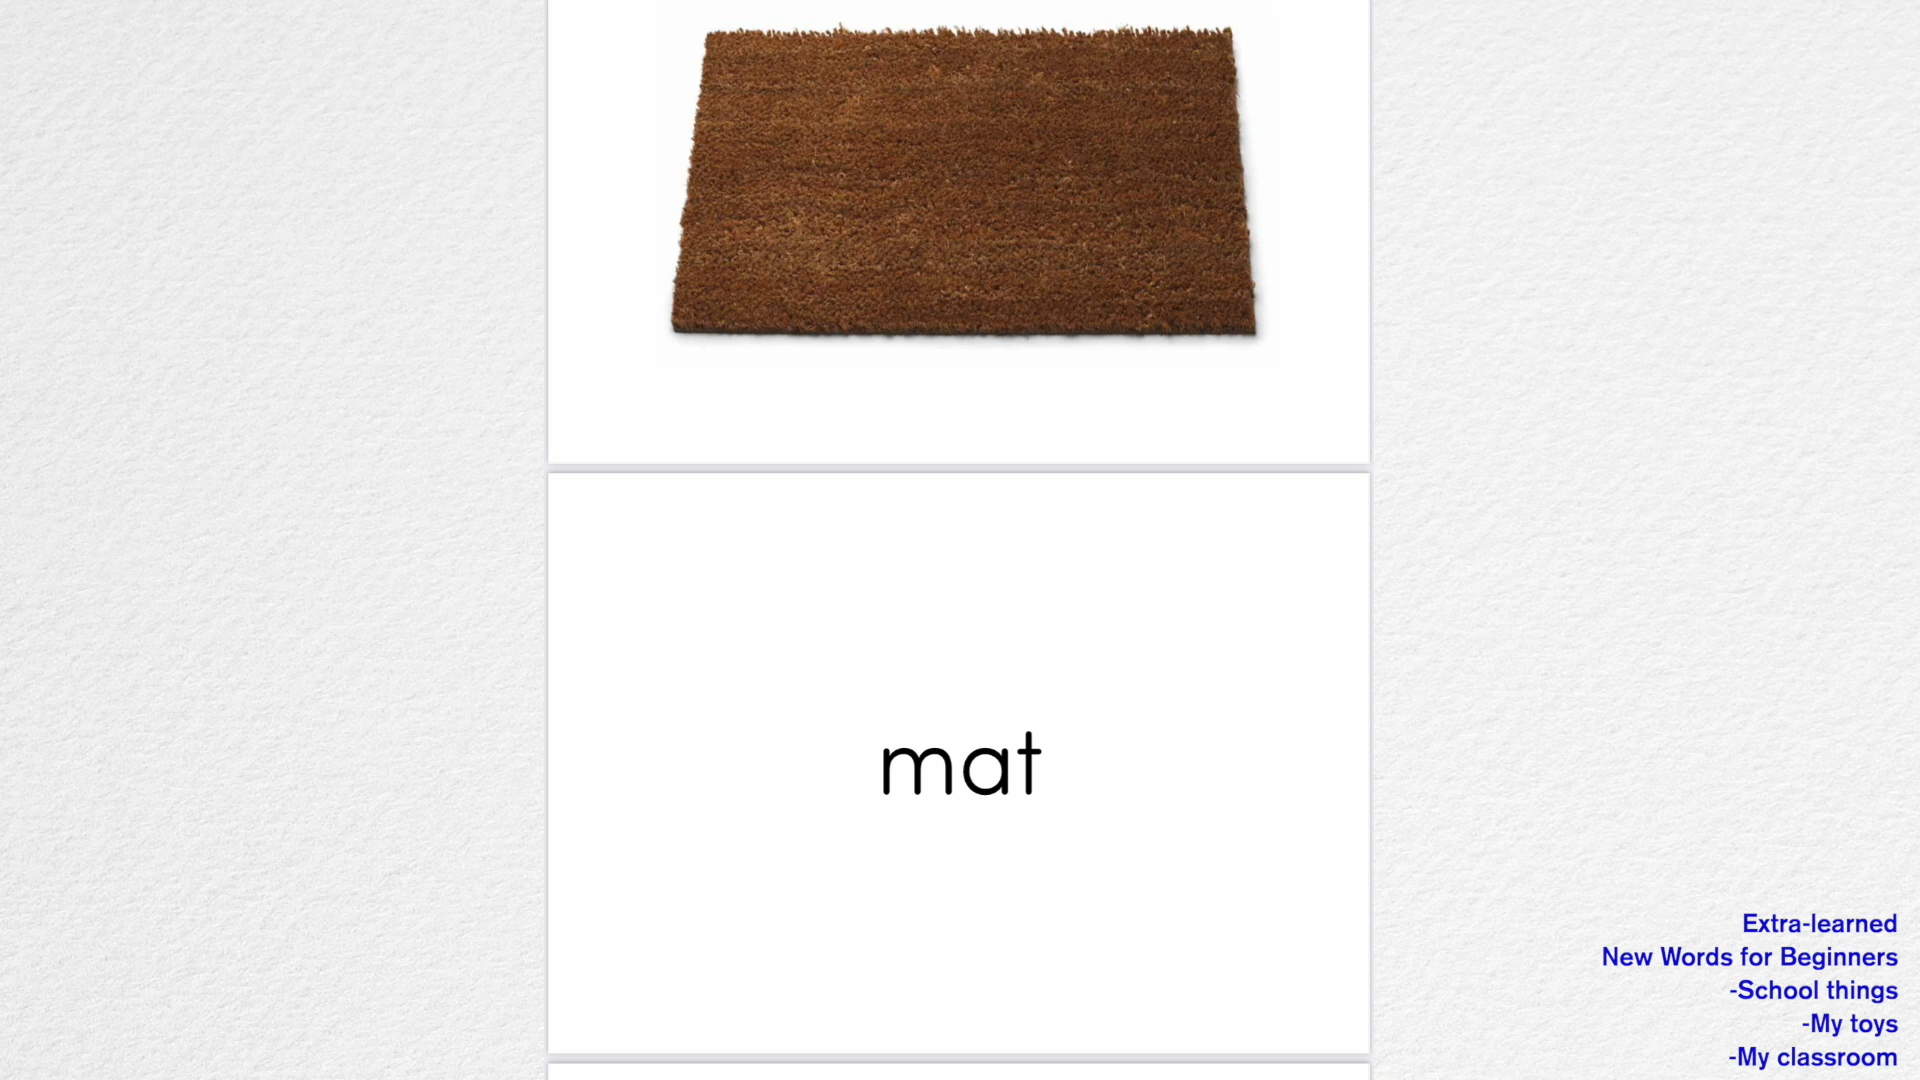 mat
Extra-learned
New Words for Beginners
-School things
-My toys
-My classroom